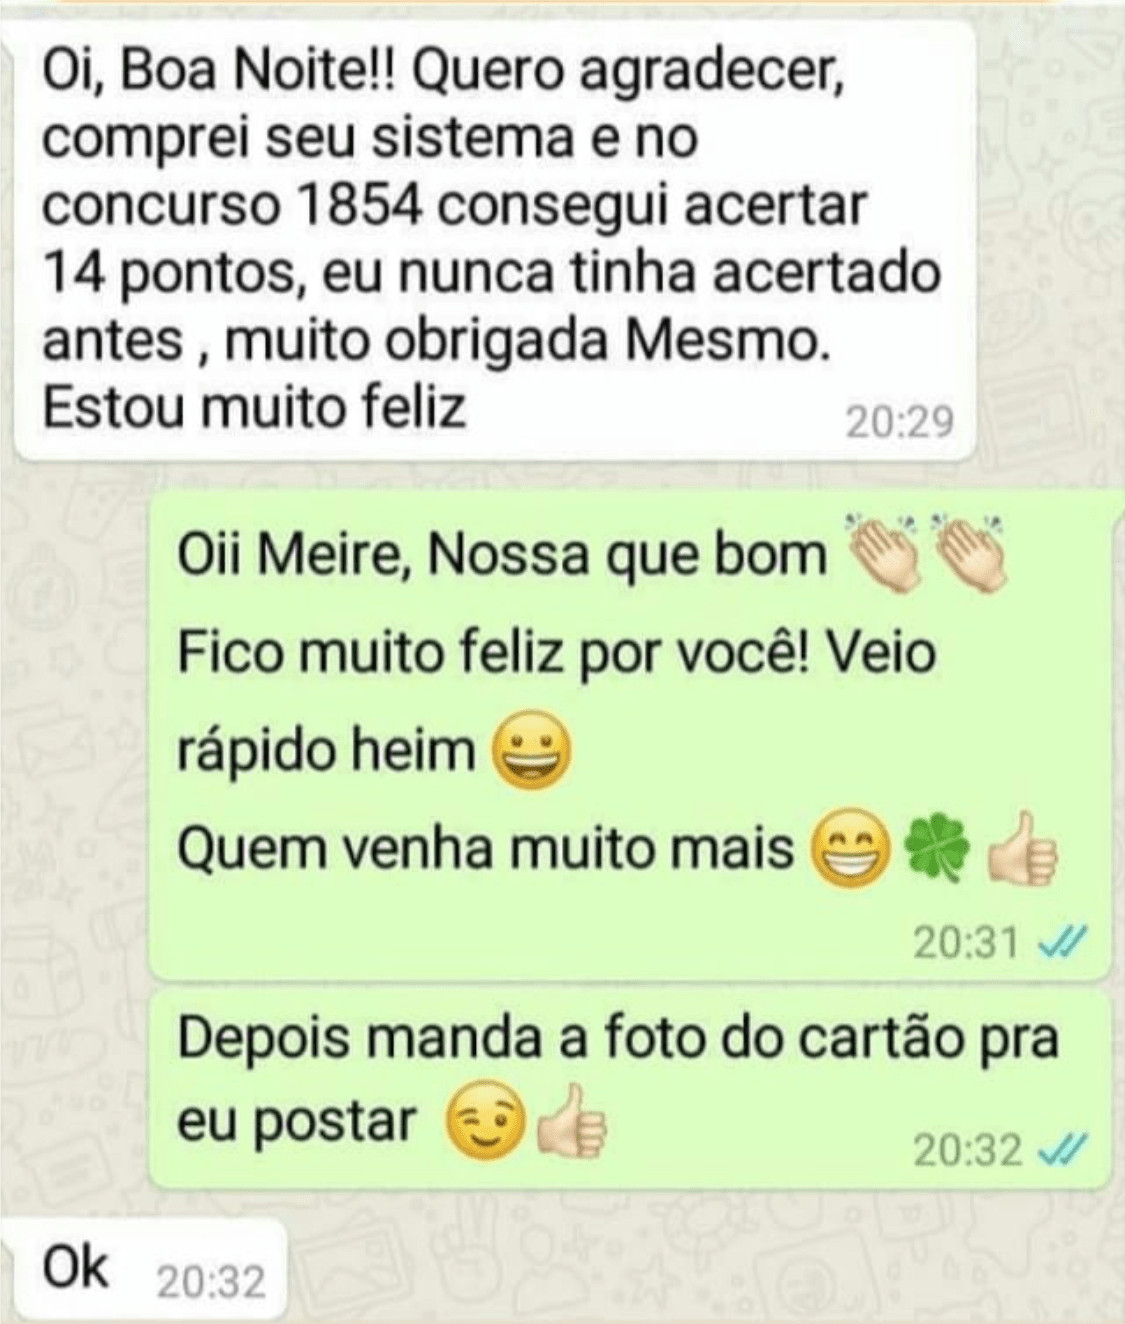 Oi, Boa Noite!! Quero agradecer,
comprei seu sistema e no
concurso 1854 consegui acertar
14 pontos, eu nunca tinha acertado
antes , muito obrigada Mesmo.
Estou muito feliz
20:29
Oii Meire, Nossa que bom 👏🏻👏🏻
Fico muito feliz por você! Veio
rápido heim 😀
Quem venha muito mais 😁🍀👍🏻
20:31
Depois manda a foto do cartão pra
eu postar 😉👍🏻
20:32
Ok 20:32